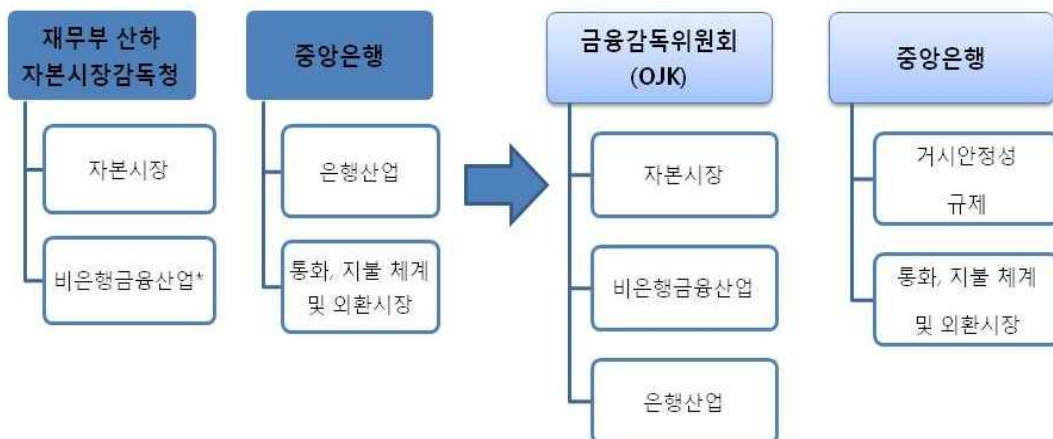 재무부 산하
자본시장감독청
자본시장
비은행금융산업*
중앙은행
은행산업
통화, 지불 체계
및 외환시장
금융감독위원회
(OJK)
자본시장
비은행금융산업
은행산업
중앙은행
거시안정성
규제
통화, 지불 체계
및 외환시장